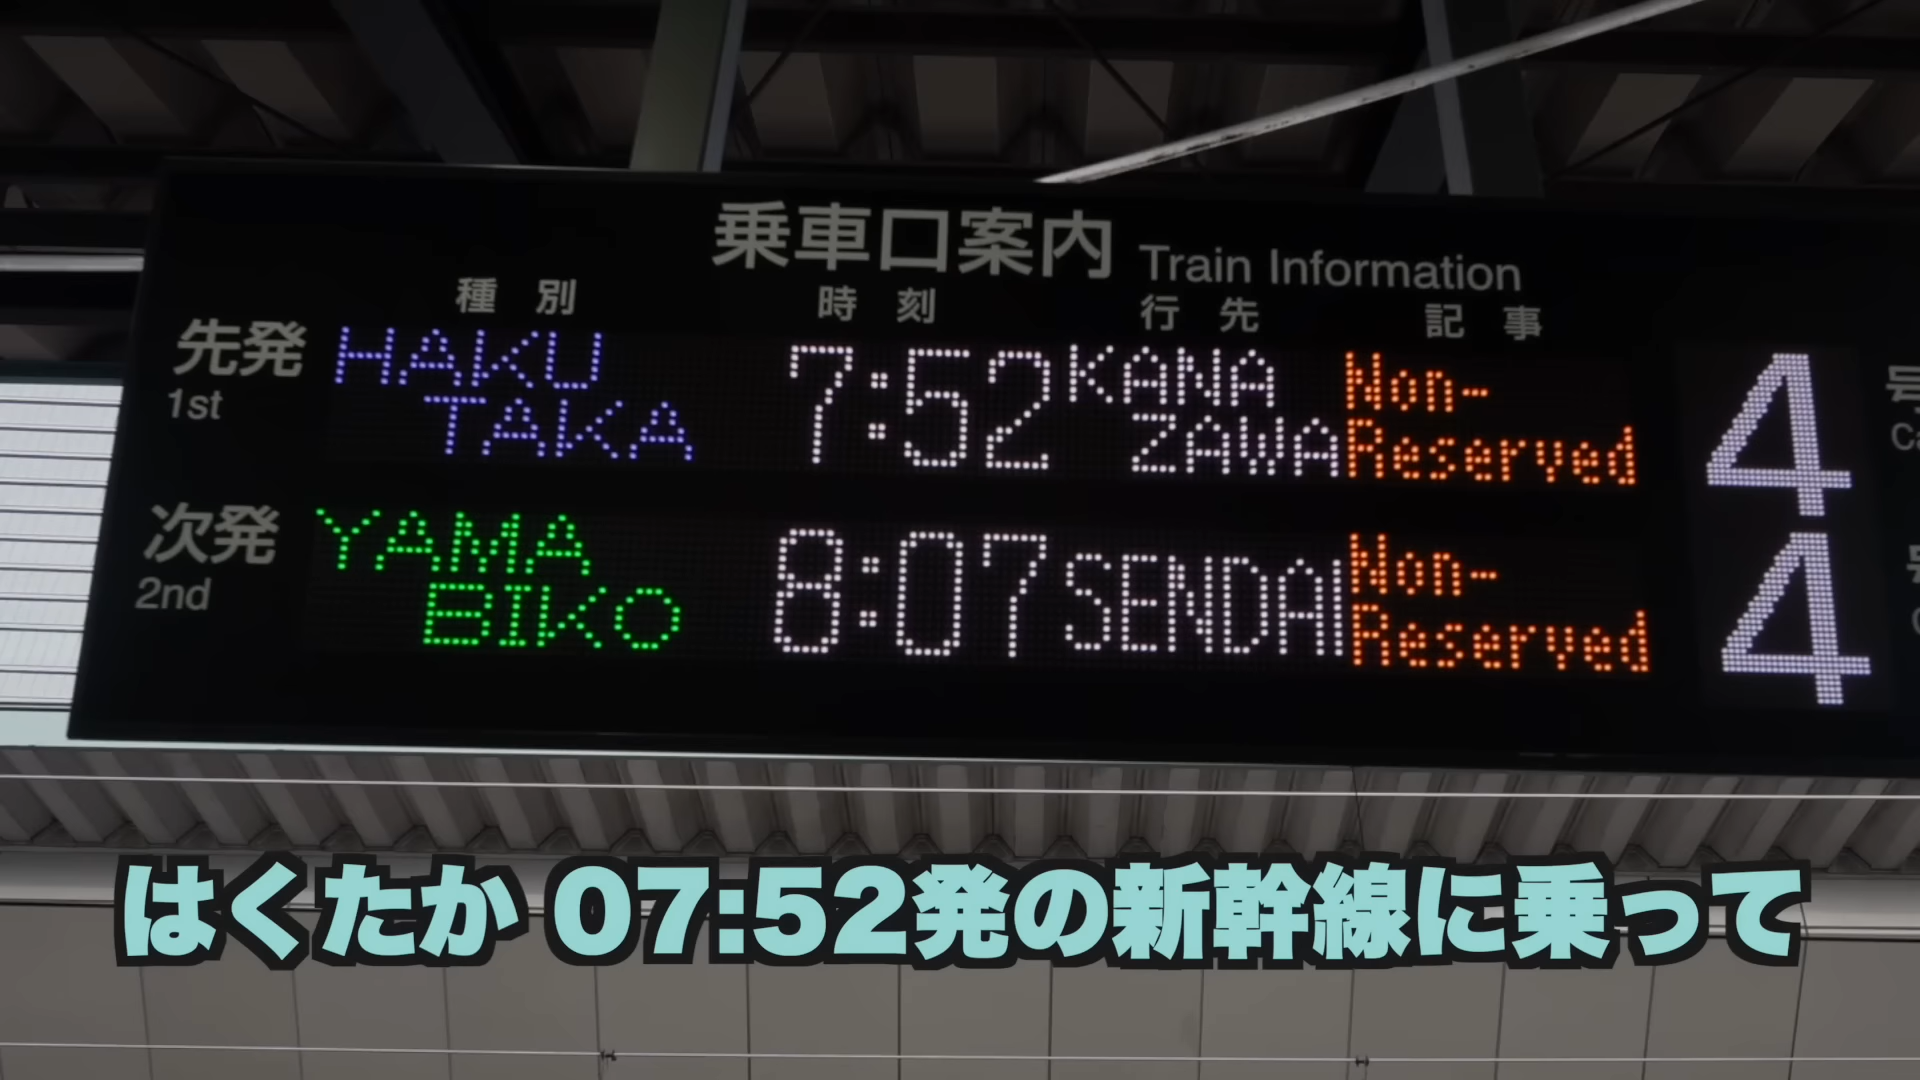 乗車口案内 Train Information
種別 時刻 行先 記事
先発 HAKU 7:52 KANA Non- 4
1st TAKA ZAWA Reserved
次発 YAMA 8:07 SENDAI Non- 4
2nd BIKO Reserved
はくたか 07:52発の新幹線に乗って